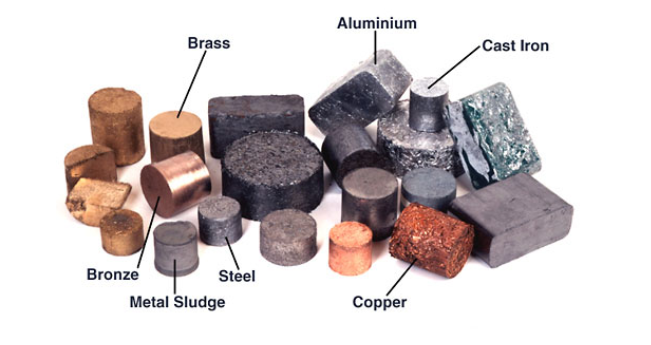 Aluminium
Brass
Cast Iron
Bronze
Steel
Metal Sludge
Copper